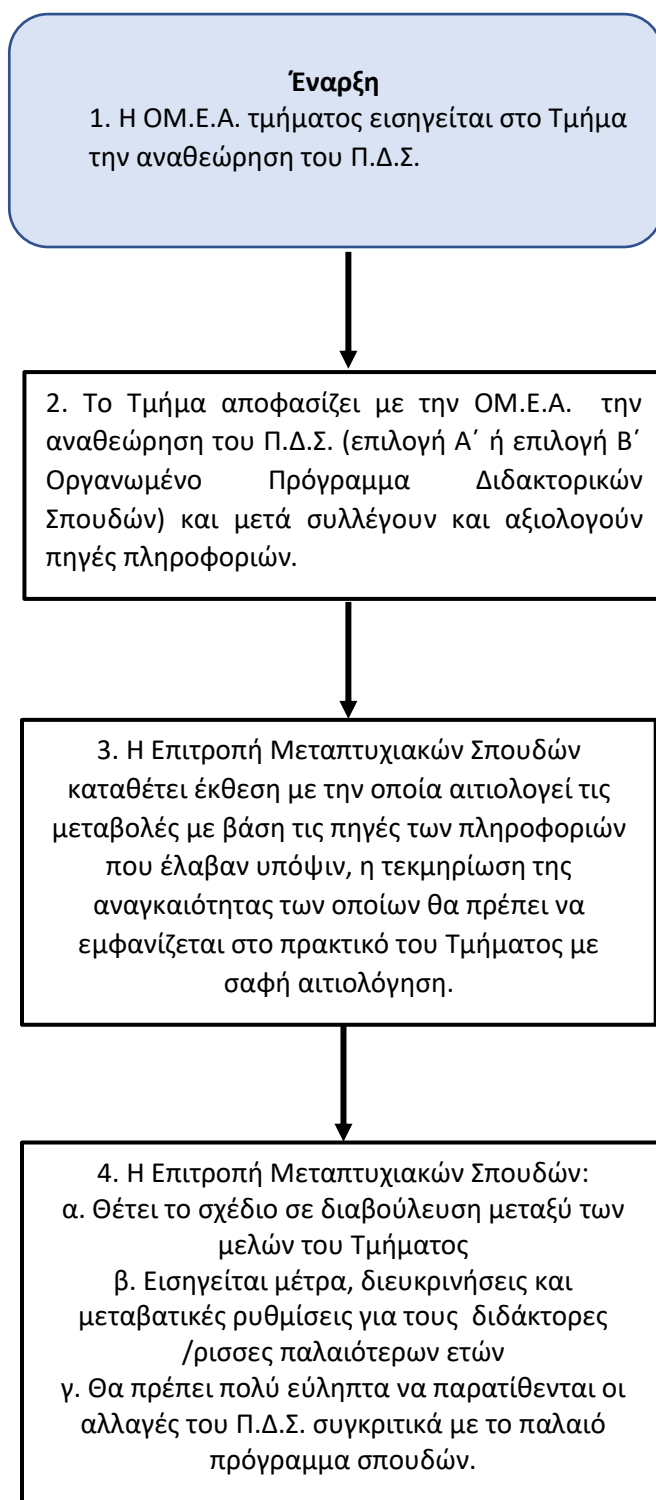 Έναρξη
1. Η ΟΜ.Ε.Α. τμήματος εισηγείται στο Τμήμα
την αναθεώρηση του Π.Δ.Σ.
2. Το Τμήμα αποφασίζει με την ΟΜ.Ε.Α. την
αναθεώρηση του Π.Δ.Σ. (επιλογή Α΄ ή επιλογή Β΄
Οργανωμένο Πρόγραμμα Διδακτορικών
Σπουδών) και μετά συλλέγουν και αξιολογούν
πηγές πληροφοριών.
3. Η Επιτροπή Μεταπτυχιακών Σπουδών
καταθέτει έκθεση με την οποία αιτιολογεί τις
μεταβολές με βάση τις πηγές των πληροφοριών
που έλαβαν υπόψιν, η τεκμηρίωση της
αναγκαιότητας των οποίων θα πρέπει να
εμφανίζεται στο πρακτικό του Τμήματος με
σαφή αιτιολόγηση.
4. Η Επιτροπή Μεταπτυχιακών Σπουδών:
α. Θέτει το σχέδιο σε διαβούλευση μεταξύ των
μελών του Τμήματος
β. Εισηγείται μέτρα, διευκρινήσεις και
μεταβατικές ρυθμίσεις για τους διδάκτορες
/ρισσες παλαιότερων ετών
γ. Θα πρέπει πολύ εύληπτα να παρατίθενται οι
αλλαγές του Π.Δ.Σ. συγκριτικά με το παλαιό
πρόγραμμα σπουδών.